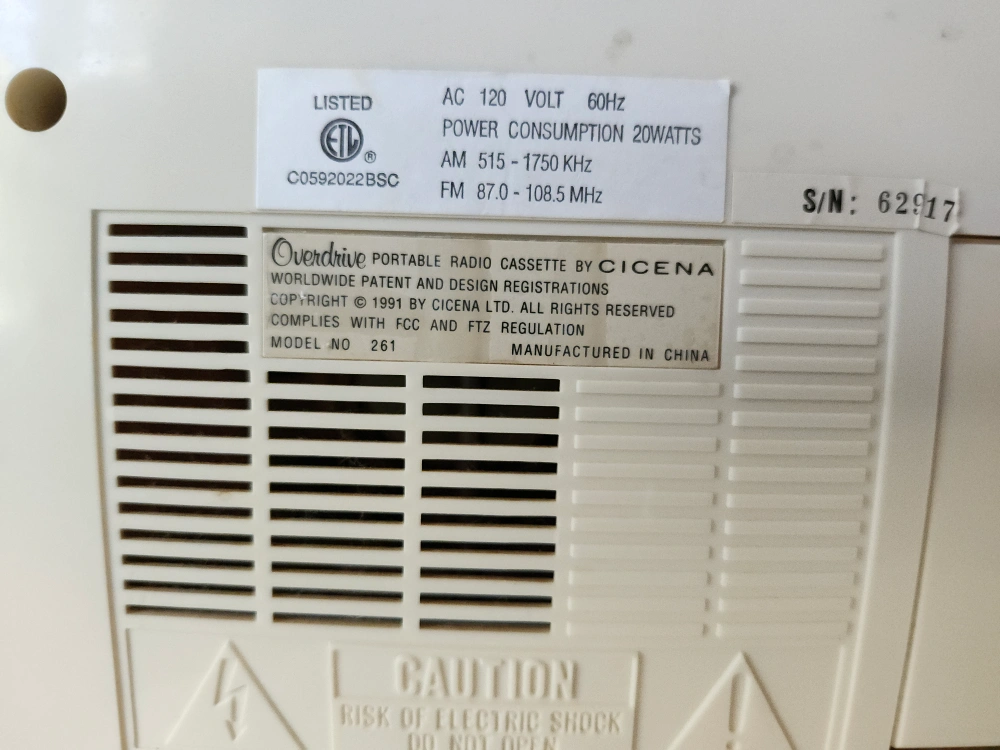 LISTED
ETL ®
C0592022BSC
AC 120 VOLT 60Hz
POWER CONSUMPTION 20WATTS
AM 515 - 1750 KHz
FM 87.0 - 108.5 MHz
S/N: 62917
Overdrive PORTABLE RADIO CASSETTE BY CICENA
WORLDWIDE PATENT AND DESIGN REGISTRATIONS
COPYRIGHT © 1991 BY CICENA LTD. ALL RIGHTS RESERVED
COMPLIES WITH FCC AND FTZ REGULATION
MODEL NO 261 MANUFACTURED IN CHINA
CAUTION
RISK OF ELECTRIC SHOCK
DO NOT OPEN